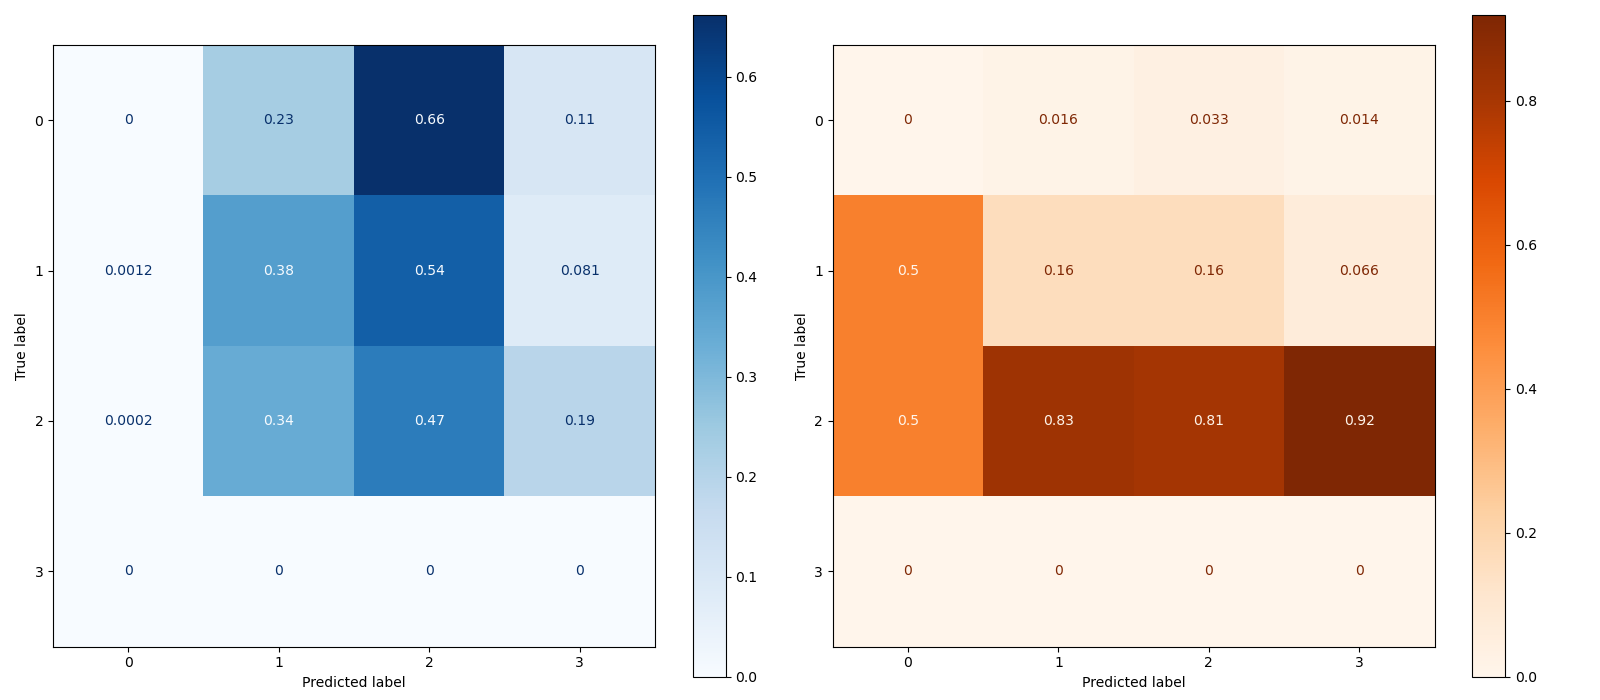 0 0.23 0.66 0.11
0
1 0.0012 0.38 0.54 0.081
2 0.0002 0.34 0.47 0.19
3 0 0 0 0
0 1 2 3
Predicted label
True label
0.6
0.5
0.4
0.3
0.2
0.1
0.0
0 0 0.016 0.033 0.014
1 0.5 0.16 0.16 0.066
2 0.5 0.83 0.81 0.92
3 0 0 0 0
0 1 2 3
Predicted label
True label
0.8
0.6
0.4
0.2
0.0